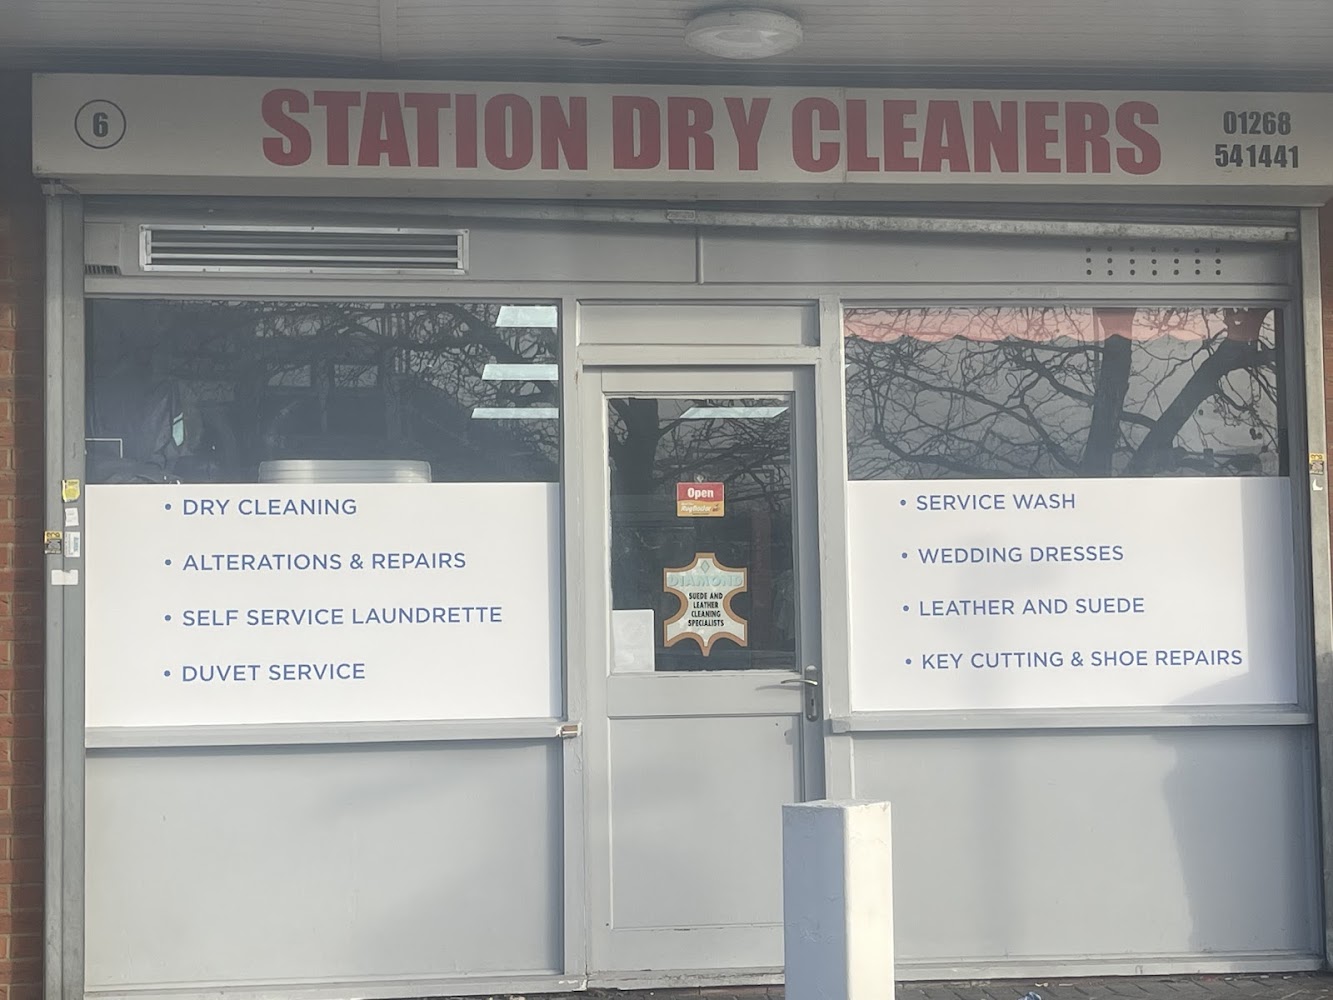 6
STATION DRY CLEANERS
01268
541441
• DRY CLEANING
• ALTERATIONS & REPAIRS
• SELF SERVICE LAUNDRETTE
• DUVET SERVICE
Open
RugDoctor
DIAMOND
SUEDE AND
LEATHER
CLEANING
SPECIALISTS
• SERVICE WASH
• WEDDING DRESSES
• LEATHER AND SUEDE
• KEY CUTTING & SHOE REPAIRS